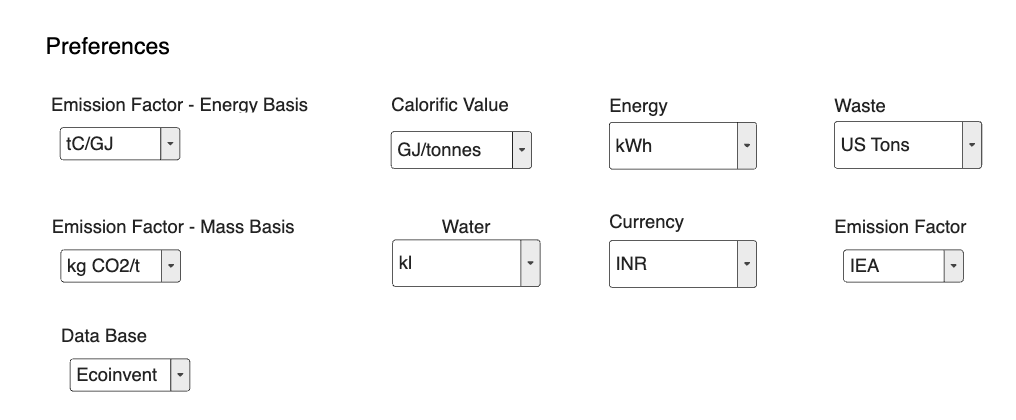 Preferences
Emission Factor - Energy Basis
Calorific Value
Energy
Waste
tC/GJ
GJ/tonnes
kWh
US Tons
Emission Factor - Mass Basis
Water
Currency
Emission Factor
kg CO2/t
kl
INR
IEA
Data Base
Ecoinvent